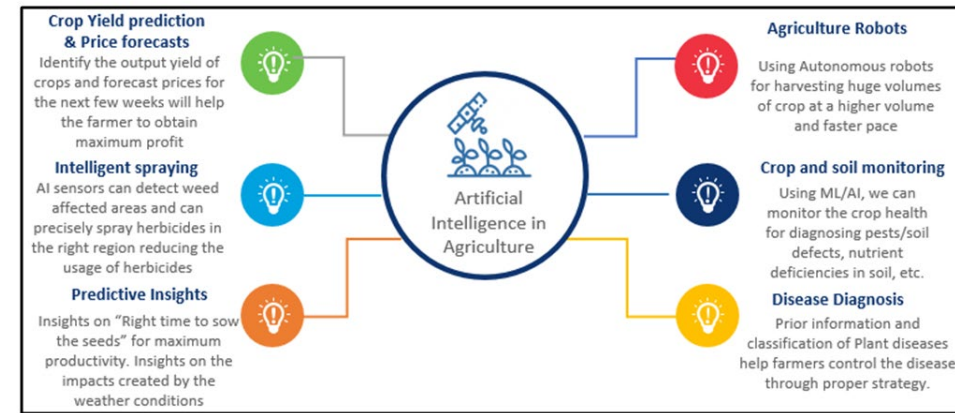 Crop Yield prediction
& Price forecasts
Identify the output yield of
crops and forecast prices for
the next few weeks will help
the farmer to obtain
maximum profit
Intelligent spraying
AI sensors can detect weed
affected areas and can
precisely spray herbicides in
the right region reducing the
usage of herbicides
Predictive Insights
Insights on “Right time to sow
the seeds” for maximum
productivity. Insights on the
impacts created by the
weather conditions
Artificial
Intelligence in
Agriculture
Agriculture Robots
Using Autonomous robots
for harvesting huge volumes
of crop at a higher volume
and faster pace
Crop and soil monitoring
Using ML/AI, we can
monitor the crop health
for diagnosing pests/soil
defects, nutrient
deficiencies in soil, etc.
Disease Diagnosis
Prior information and
classification of Plant diseases
help farmers control the disease
through proper strategy.